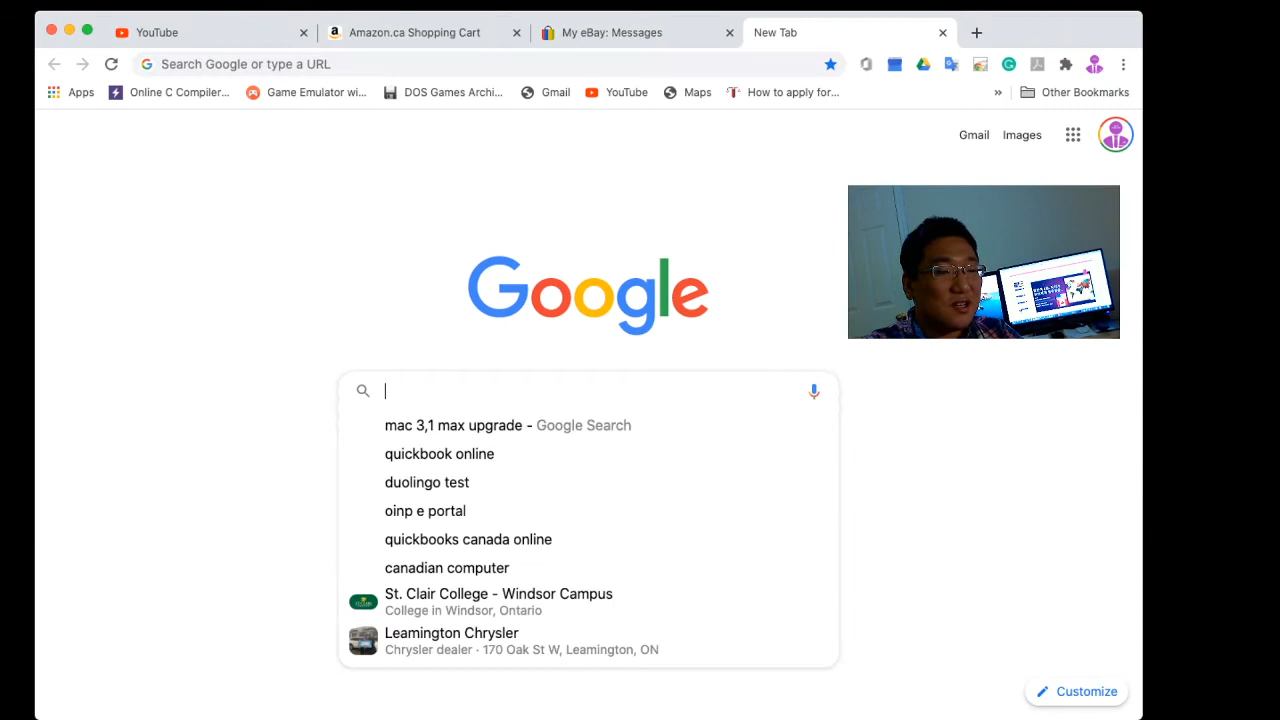 YouTube
Amazon.ca Shopping Cart
My eBay: Messages
New Tab
Search Google or type a URL
Apps
Online C Compiler...
Game Emulator wi...
DOS Games Archi...
Gmail
YouTube
Maps
How to apply for...
»
Other Bookmarks
Gmail
Images
Google
mac 3,1 max upgrade - Google Search
quickbook online
duolingo test
oinp e portal
quickbooks canada online
canadian computer
St. Clair College - Windsor Campus
College in Windsor, Ontario
Leamington Chrysler
Chrysler dealer · 170 Oak St W, Leamington, ON
Customize